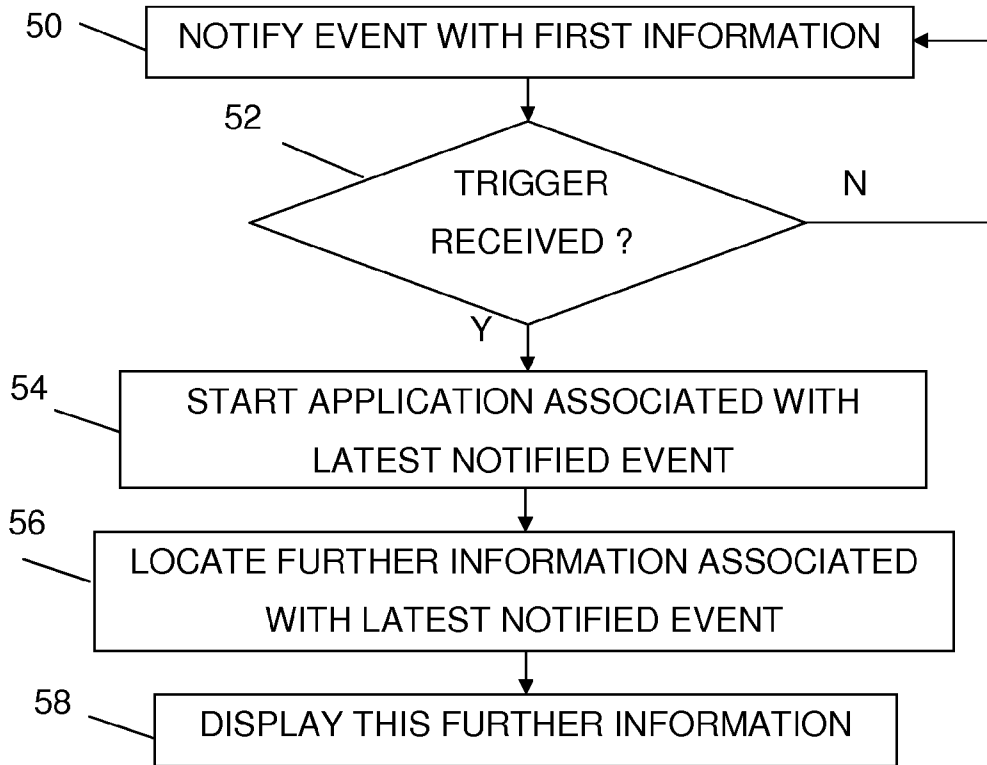 50
NOTIFY EVENT WITH FIRST INFORMATION
52
TRIGGER
RECEIVED ?
N
Y
54
START APPLICATION ASSOCIATED WITH
LATEST NOTIFIED EVENT
56
LOCATE FURTHER INFORMATION ASSOCIATED
WITH LATEST NOTIFIED EVENT
58
DISPLAY THIS FURTHER INFORMATION